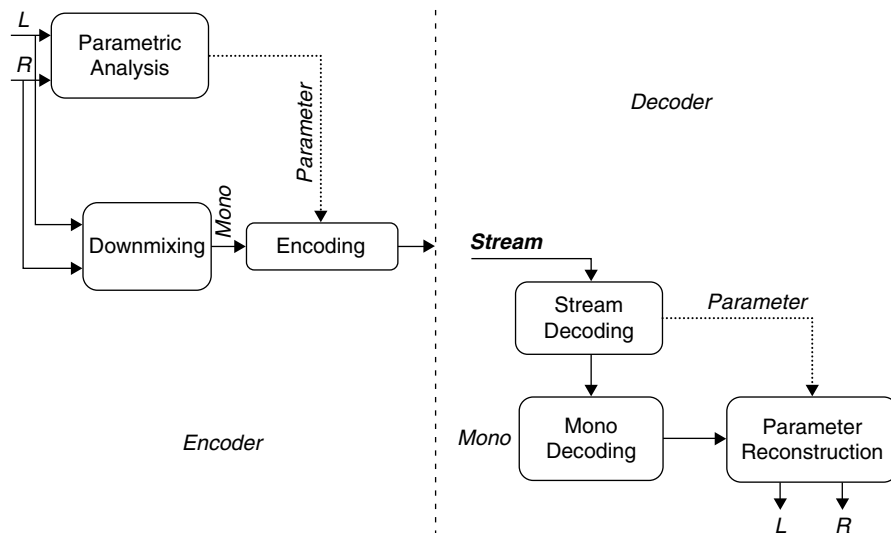 L
Parametric
Analysis
R
Parameter
Decoder
Mono
Downmixing
Encoding
Stream
Stream
Decoding
Parameter
Encoder
Mono
Mono
Decoding
Parameter
Reconstruction
L
R